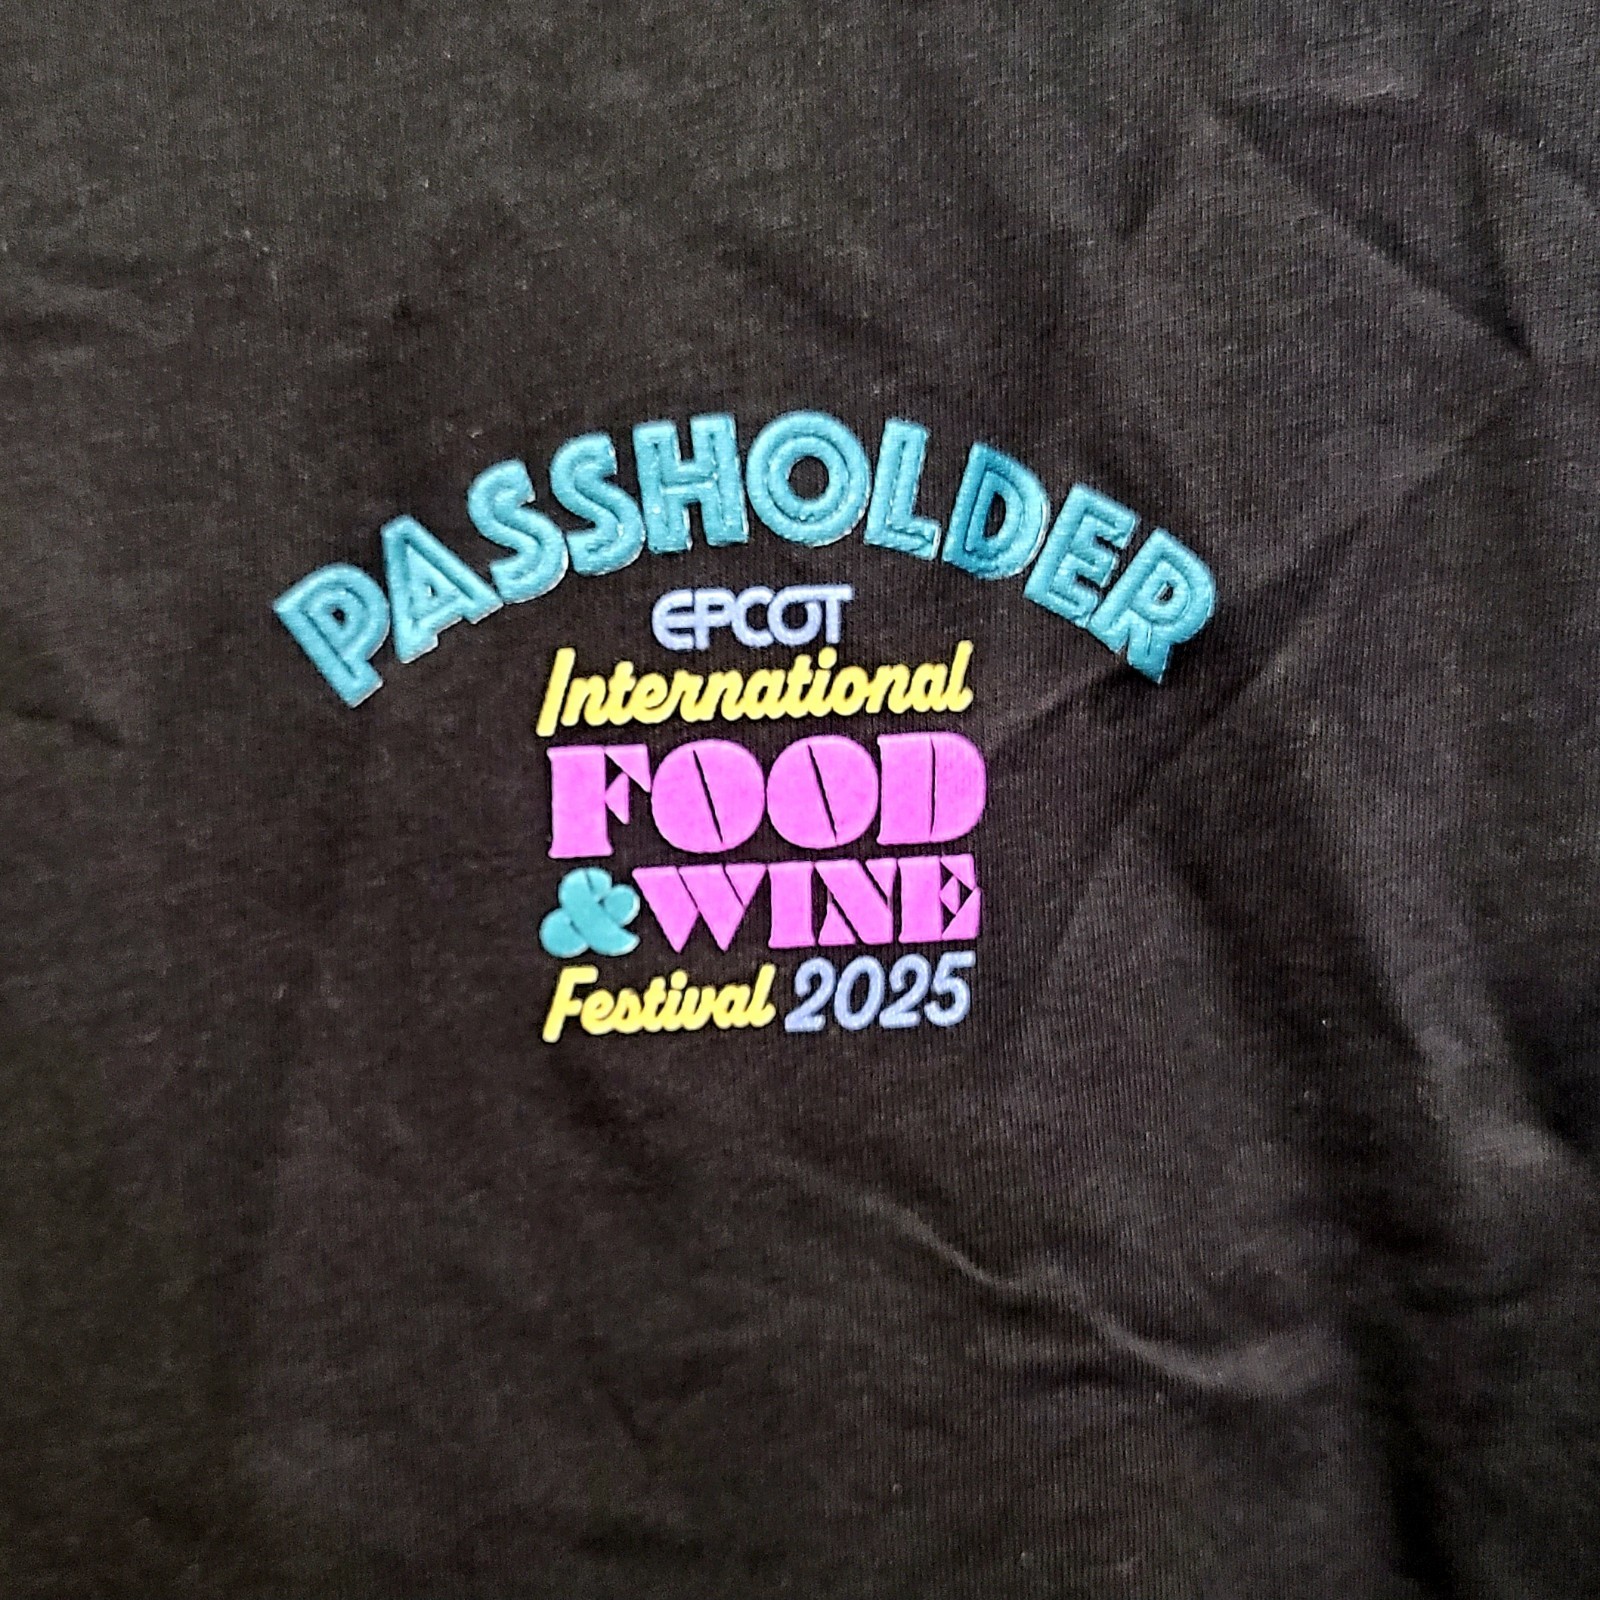 PASSHOLDER
EPCOT
International
FOOD
& WINE
Festival 2025